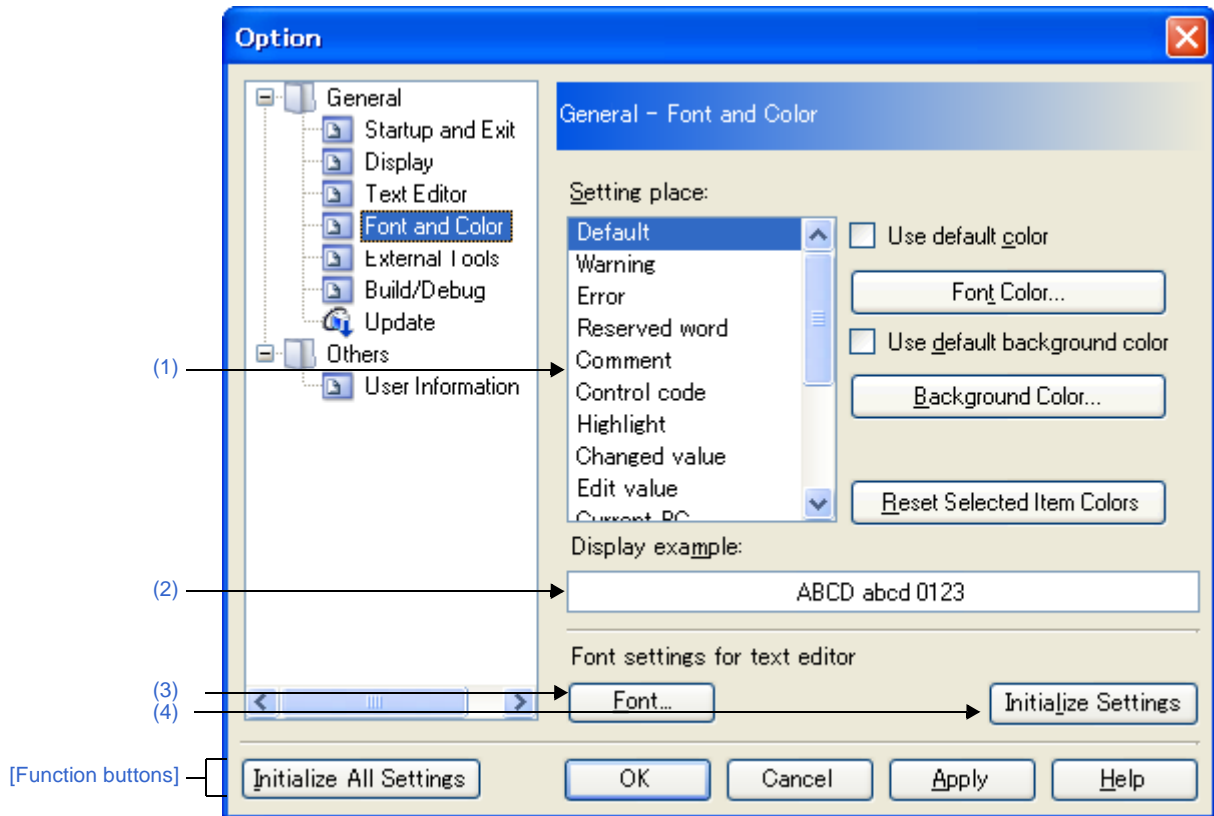 Option
General
Startup and Exit
Display
Text Editor
Font and Color
External Tools
Build/Debug
Update
Others
User Information
General - Font and Color
Setting place:
Default
Warning
Error
Reserved word
Comment
Control code
Highlight
Changed value
Edit value
Current PC
Use default color
Font Color...
Use default background color
Background Color...
Reset Selected Item Colors
Display example:
ABCD abcd 0123
Font settings for text editor
Font...
Initialize Settings
Initialize All Settings
OK
Cancel
Apply
Help
(1)
(2)
(3)
(4)
[Function buttons]